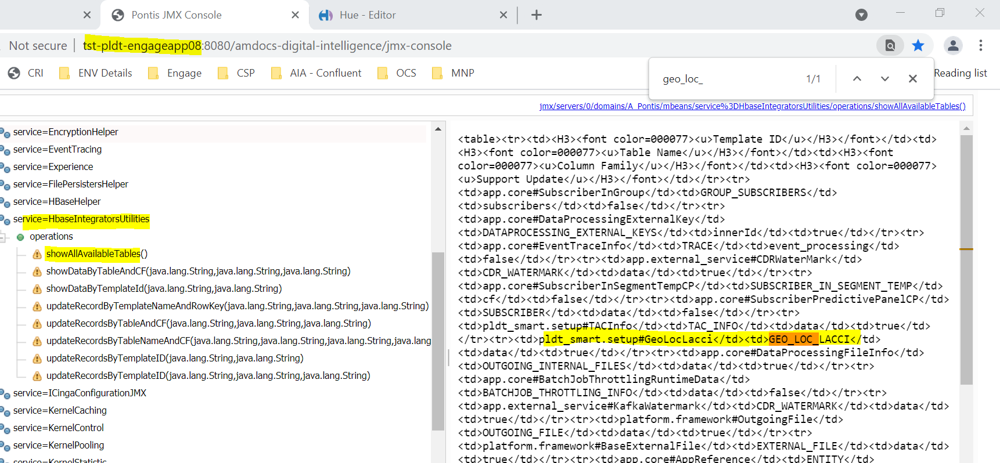 Pontis JMX Console
Hue - Editor
Not secure | tst-pldt-engageapp08:8080/amdocs-digital-intelligence/jmx-console
CRI ENV Details Engage CSP AIA - Confluent OCS MNP Reading list
geo_loc_ 1/1
jmx/servers/0/domains/A_Pontis/mbeans/service%3DHbaseIntegratorsUtilities/operations/showAllAvailableTables()
service=EncryptionHelper
service=EventTracing
service=Experience
service=FilePersistersHelper
service=HBaseHelper
service=HbaseIntegratorsUtilities
operations
showAllAvailableTables()
showDataByTableAndCF(java.lang.String,java.lang.String,java.lang.String)
showDataByTemplateId(java.lang.String,java.lang.String)
updateRecordByTemplateNameAndRowKey(java.lang.String,java.lang.String,java.lang.String)
updateRecordsByTableAndCF(java.lang.String,java.lang.String,java.lang.String)
updateRecordsByTableNameAndCF(java.lang.String,java.lang.String,java.lang.String,java.lang
updateRecordsByTemplateID(java.lang.String,java.lang.String)
updateRecordsByTemplateID(java.lang.String,java.lang.String,java.lang.String)
service=ICingaConfigurationJMX
service=KernelCaching
service=KernelControl
service=KernelPooling
service=KernelStatistic
<table><tr><td><H3><font color=000077><u>Template ID</u></H3></font></td><td>
<H3><font color=000077><u>Table Name</u></H3></font></td><td><H3><font
color=000077><u>Column Family</u></H3></font></td><td><H3><font color=000077>
<u>Support Update</u></H3></font></td></tr><tr>
<td>app.core#SubscriberInGroup</td><td>GROUP_SUBSCRIBERS</td>
<td>subscribers</td><td>false</td></tr><tr>
<td>app.core#DataProcessingExternalKey</td>
<td>DATAPROCESSING_EXTERNAL_KEYS</td><td>innerId</td><td>true</td></tr><tr>
<td>app.core#EventTraceInfo</td><td>TRACE</td><td>event_processing</td>
<td>false</td></tr><tr><td>app.external_service#CDRWaterMark</td>
<td>CDR_WATERMARK</td><td>data</td><td>true</td></tr><tr>
<td>app.core#SubscriberInSegmentTempCP</td><td>SUBSCRIBER_IN_SEGMENT_TEMP</td>
<td>cf</td><td>false</td></tr><tr><td>app.core#SubscriberPredictivePanelCP</td>
<td>SUBSCRIBER</td><td>data</td><td>false</td></tr><tr>
<td>pldt_smart.setup#TACInfo</td><td>TAC_INFO</td><td>data</td><td>true</td>
</tr><tr><td>pldt_smart.setup#GeoLocLacci</td><td>GEO_LOC_LACCI</td>
<td>data</td><td>true</td></tr><tr><td>app.core#DataProcessingFileInfo</td>
<td>OUTGOING_INTERNAL_FILES</td><td>data</td><td>true</td></tr><tr>
<td>app.core#BatchJobThrottlingRuntimeData</td>
<td>BATCHJOB_THROTTLING_INFO</td><td>data</td><td>false</td></tr><tr>
<td>app.external_service#KafkaWatermark</td><td>CDR_WATERMARK</td><td>data</td>
<td>true</td></tr><tr><td>platform.framework#OutgoingFile</td>
<td>OUTGOING_FILE</td><td>data</td><td>true</td></tr><tr>
<td>platform.framework#BaseExternalFile</td><td>EXTERNAL_FILE</td><td>data</td>
<td>true</td></tr><tr><td>app.core#AppReference</td><td>ENTITY</td>